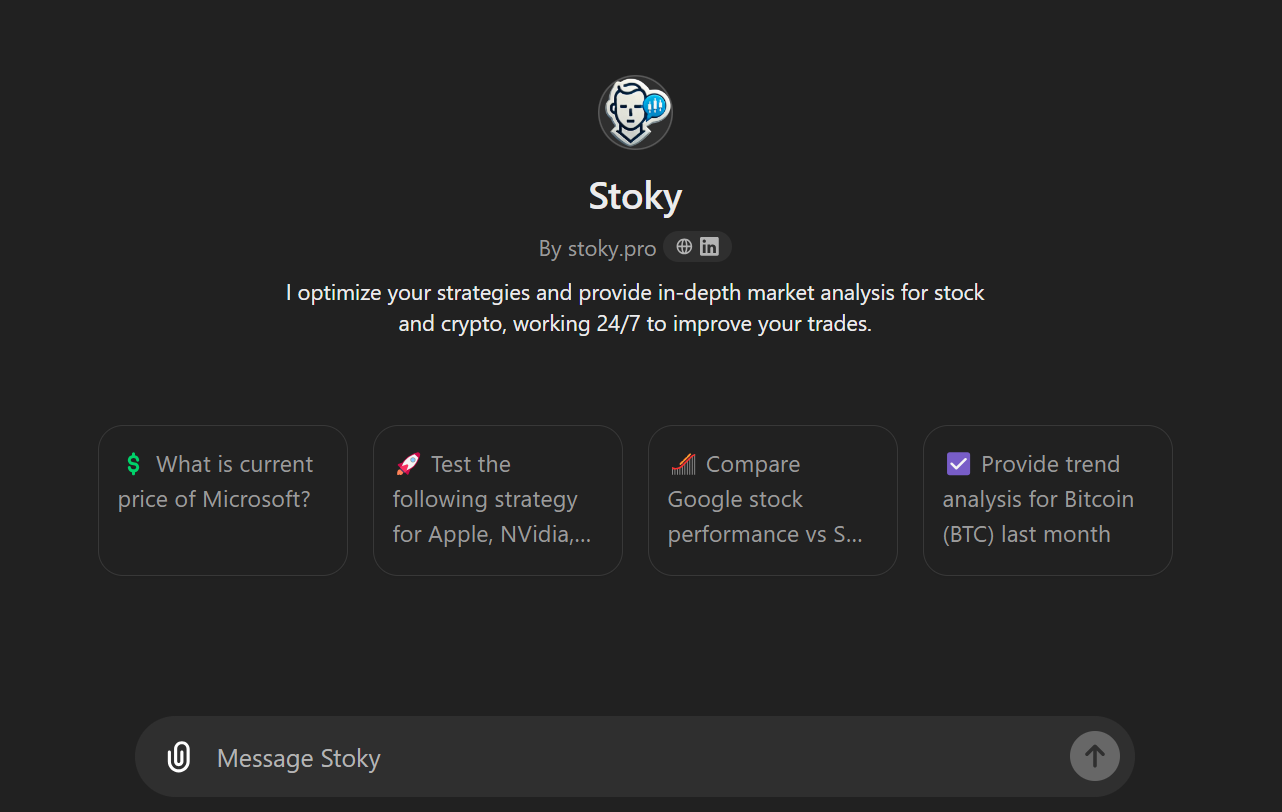 Stoky
By stoky.pro
in
I optimize your strategies and provide in-depth market analysis for stock
and crypto, working 24/7 to improve your trades.
$ What is current
price of Microsoft?
Test the
following strategy
for Apple, NVidia,...
Compare
Google stock
performance vs S...
Provide trend
analysis for Bitcoin
(BTC) last month
Message Stoky